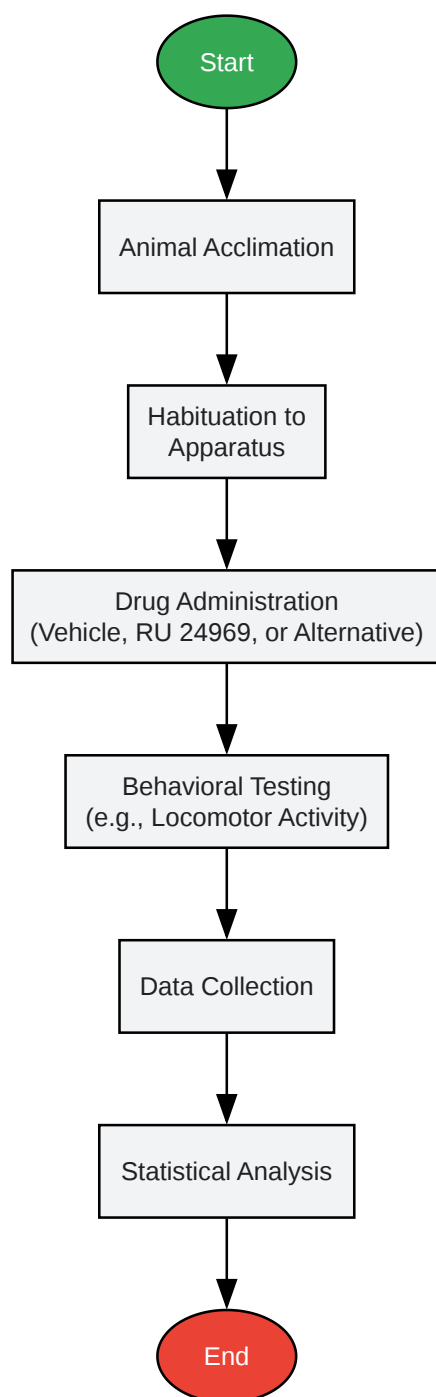 Start
Animal Acclimation
Habituation to
Apparatus
Drug Administration
(Vehicle, RU 24969, or Alternative)
Behavioral Testing
(e.g., Locomotor Activity)
Data Collection
Statistical Analysis
End